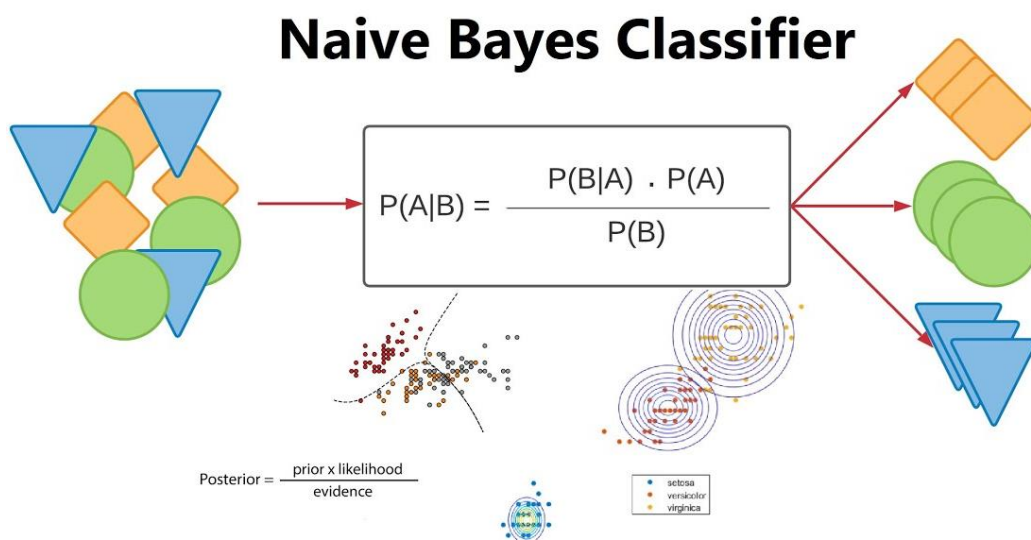 Naive Bayes Classifier
P(A|B) = P(B|A) . P(A)
P(B)
Posterior = prior x likelihood
evidence
setosa
versicolor
virginica